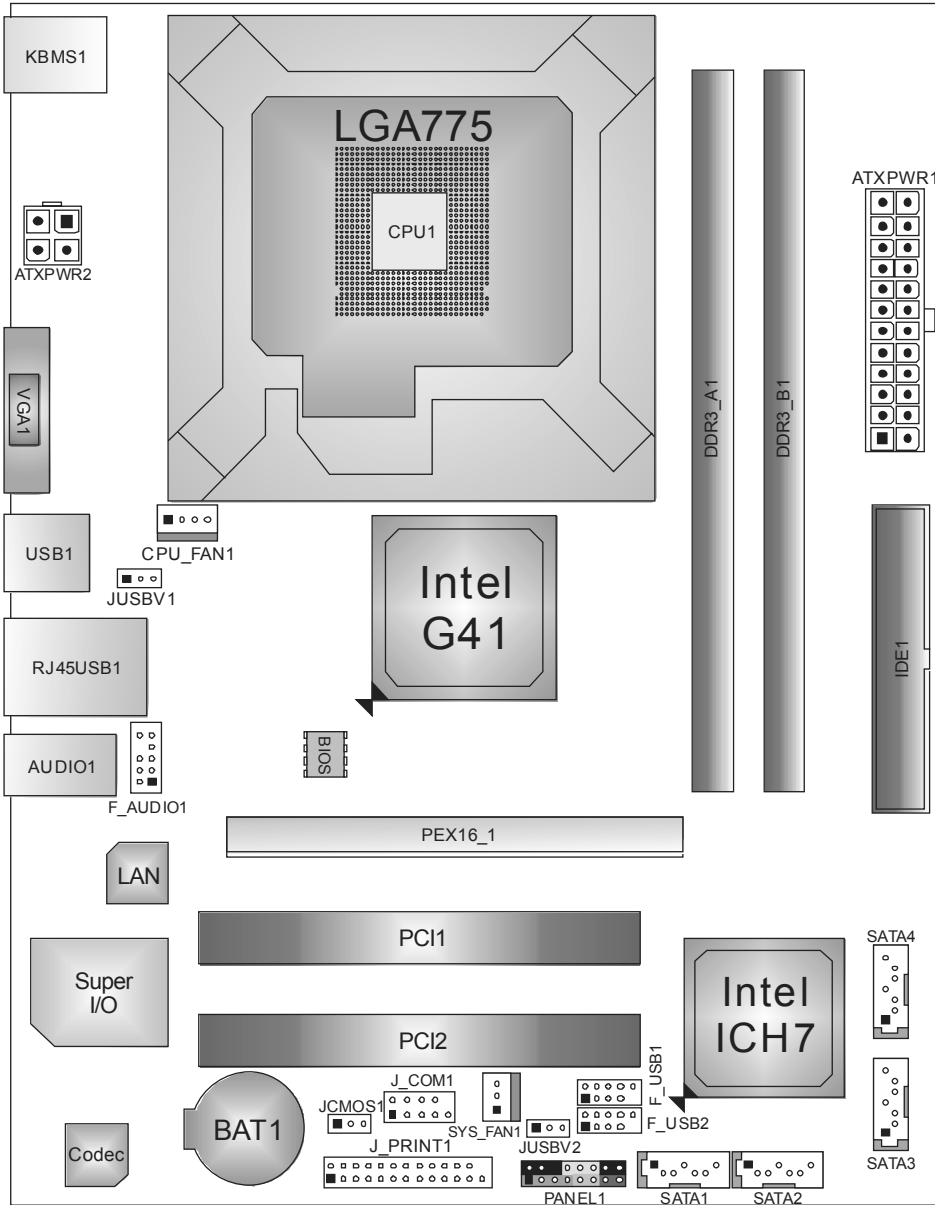 KBMS1
LGA775
CPU1
ATXPWR1
ATXPWR2
VGA1
DDR3_A1
DDR3_B1
USB1
CPU_FAN1
JUSBV1
Intel
G41
RJ45USB1
IDE1
BIOS
AUDIO1
F_AUDIO1
PEX16_1
LAN
PCI1
SATA4
Super
I/O
Intel
ICH7
PCI2
F_USB1
J_COM1
JCMOS1
BAT1
SYS_FAN1
F_USB2
JUSBV2
J_PRINT1
Codec
SATA3
PANEL1
SATA1
SATA2